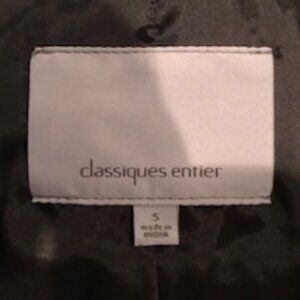 classiques entier
S
made in
INDIA